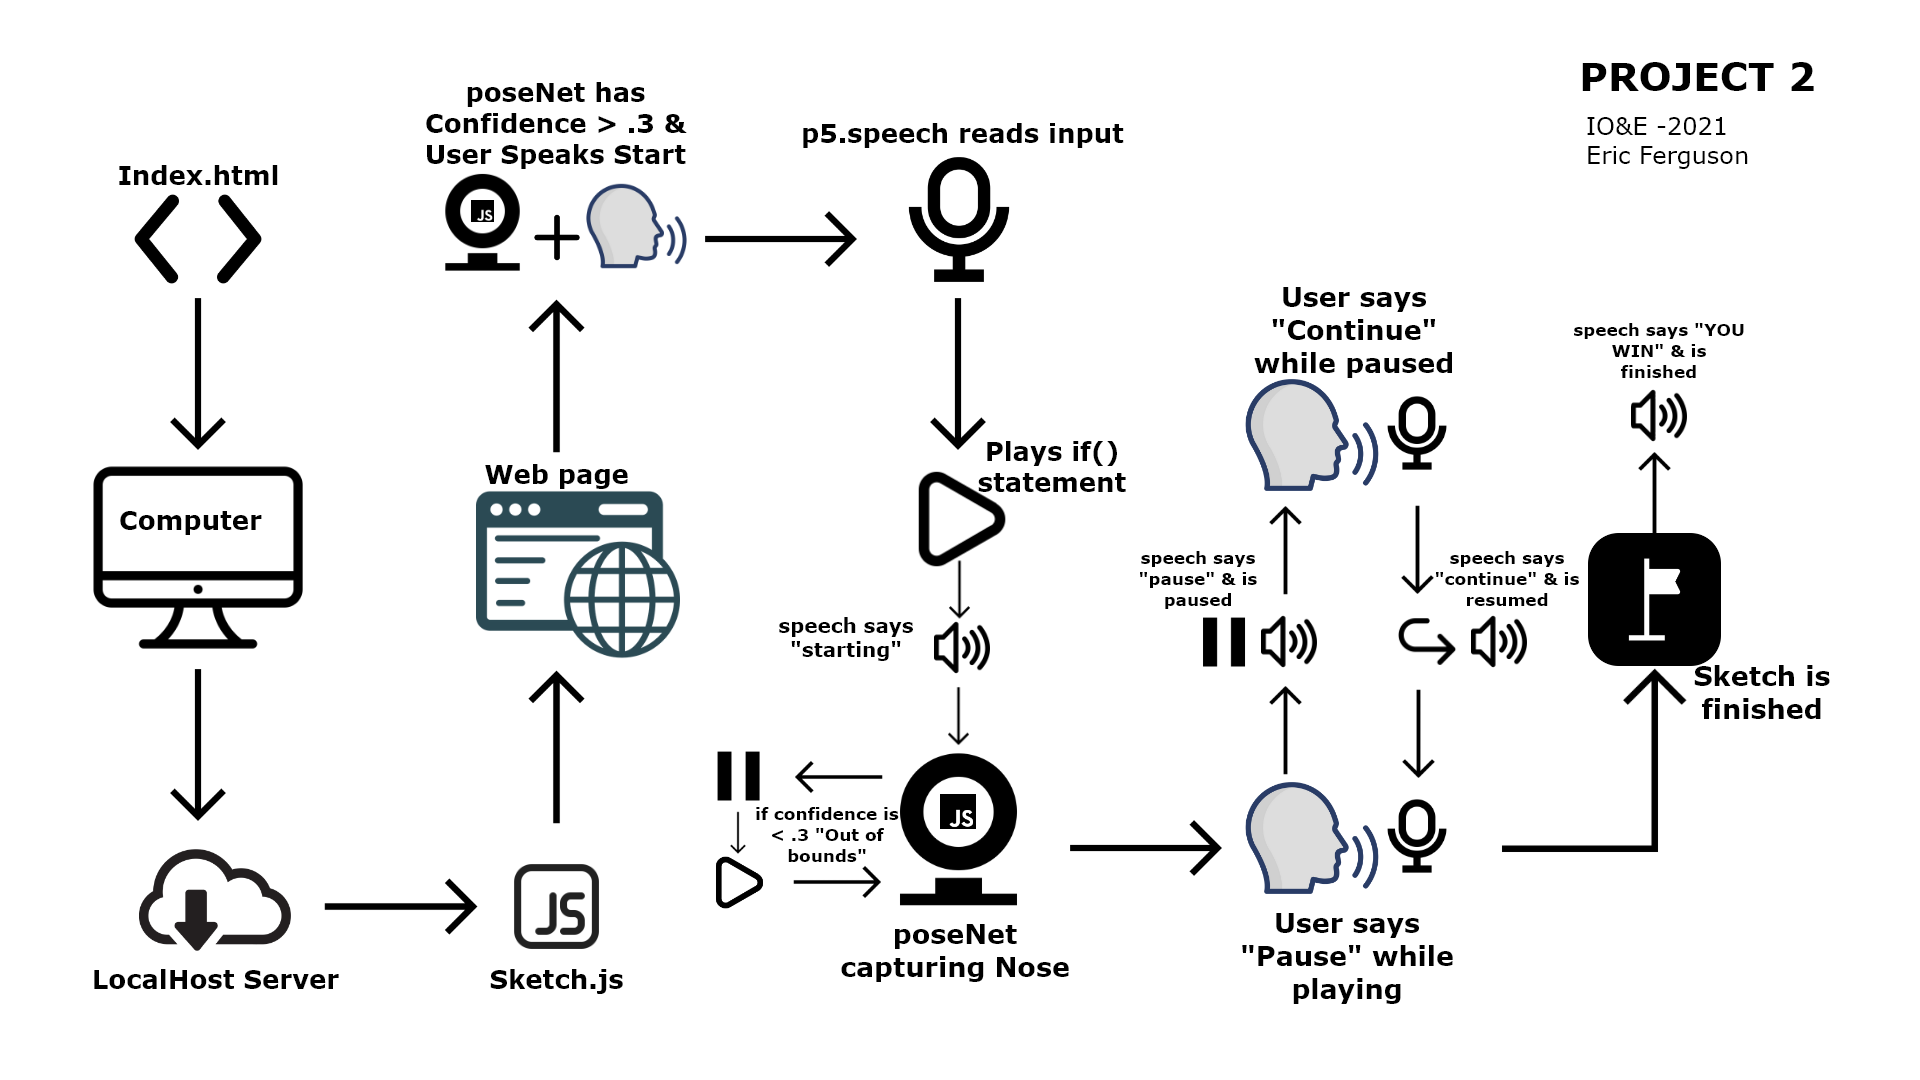 PROJECT 2
IO&E -2021
Eric Ferguson
Index.html
Computer
LocalHost Server
JS
Sketch.js
Web page
poseNet has
Confidence > .3 &
User Speaks Start
JS
p5.speech reads input
Plays if()
statement
speech says
"starting"
if confidence is
< .3 "Out of
bounds"
JS
poseNet
capturing Nose
User says
"Pause" while
playing
speech says
"pause" & is
paused
User says
"Continue"
while paused
speech says
"continue" & is
resumed
Sketch is
finished
speech says "YOU
WIN" & is
finished